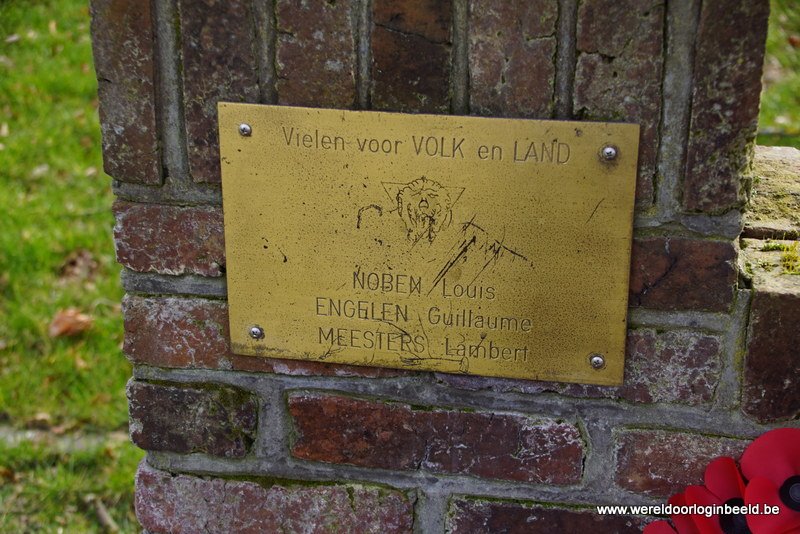 Vielen voor VOLK en LAND
NOBEN Louis
ENGELEN Guillaume
MEESTERS Lambert
www.wereldoorloginbeeld.be